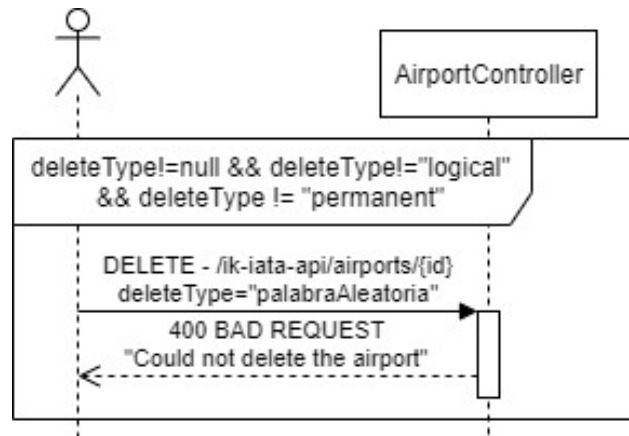 AirportController
deleteType!=null && deleteType!="logical"
&& deleteType != "permanent"
DELETE - /ik-iata-api/airports/{id}
deleteType="palabraAleatoria"
400 BAD REQUEST
"Could not delete the airport"